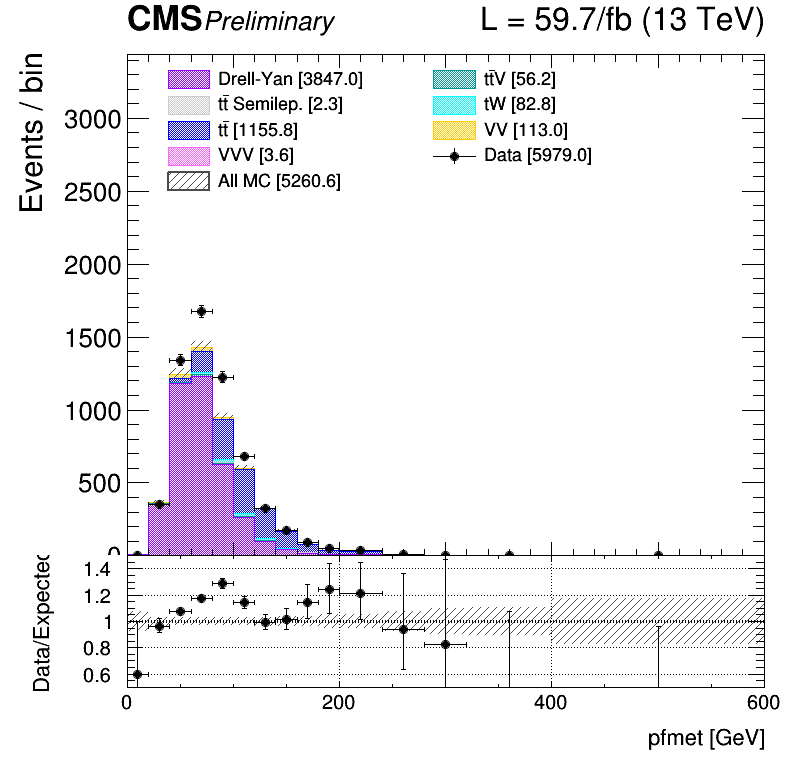 CMS Preliminary L = 59.7/fb (13 TeV)
Drell-Yan [3847.0]
tt̄ Semilep. [2.3]
tt̄ [1155.8]
VVV [3.6]
All MC [5260.6]
tt̄V [56.2]
tW [82.8]
VV [113.0]
Data [5979.0]
Events / bin
3000
2500
2000
1500
1000
500
0
Data/Expected
1.4
1.2
1
0.8
0.6
0 200 400 600
pfmet [GeV]